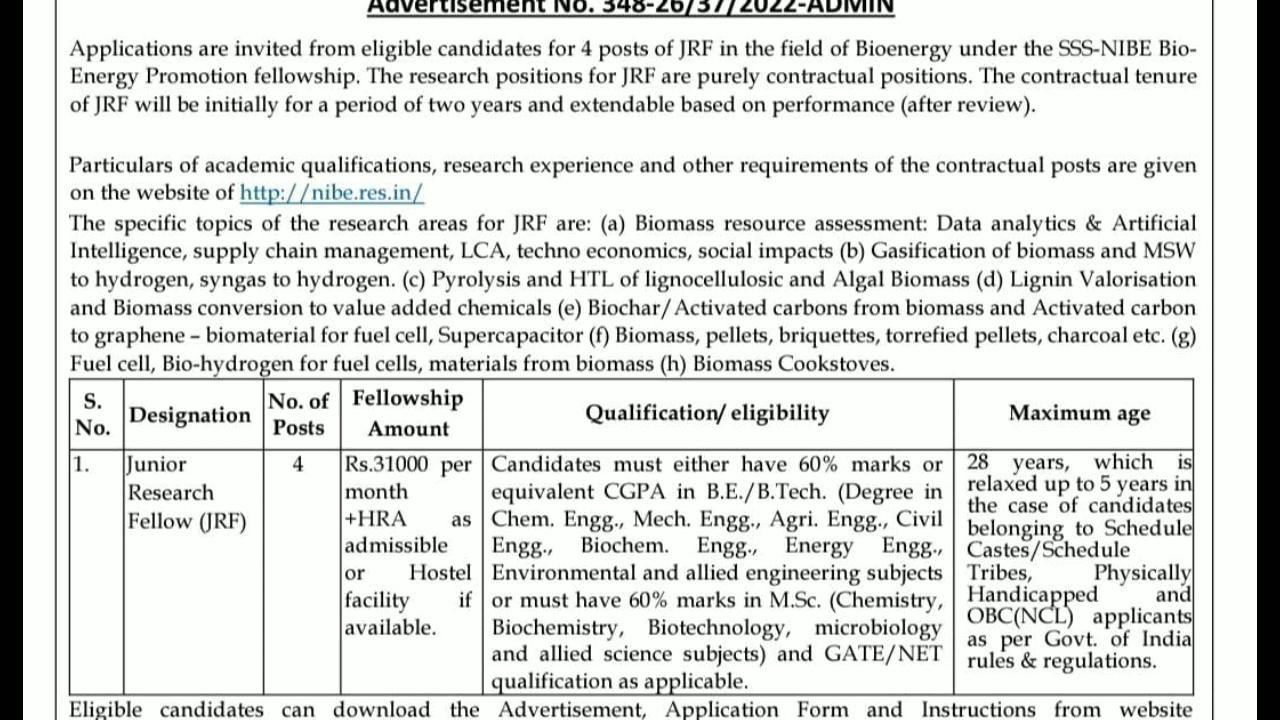 Advertisement No. 348-26/37/2022-ADMIN
Applications are invited from eligible candidates for 4 posts of JRF in the field of Bioenergy under the SSS-NIBE Bio-
Energy Promotion fellowship. The research positions for JRF are purely contractual positions. The contractual tenure
of JRF will be initially for a period of two years and extendable based on performance (after review).
Particulars of academic qualifications, research experience and other requirements of the contractual posts are given
on the website of http://nibe.res.in/
The specific topics of the research areas for JRF are: (a) Biomass resource assessment: Data analytics & Artificial
Intelligence, supply chain management, LCA, techno economics, social impacts (b) Gasification of biomass and MSW
to hydrogen, syngas to hydrogen. (c) Pyrolysis and HTL of lignocellulosic and Algal Biomass (d) Lignin Valorisation
and Biomass conversion to value added chemicals (e) Biochar/Activated carbons from biomass and Activated carbon
to graphene – biomaterial for fuel cell, Supercapacitor (f) Biomass, pellets, briquettes, torrefied pellets, charcoal etc. (g)
Fuel cell, Bio-hydrogen for fuel cells, materials from biomass (h) Biomass Cookstoves.
S.
No.
Designation
No. of
Posts
Fellowship
Amount
Qualification/ eligibility
Maximum age
1.
Junior
Research
Fellow (JRF)
4
Rs.31000 per
month
+HRA as
admissible
or Hostel
facility if
available.
Candidates must either have 60% marks or
equivalent CGPA in B.E./B.Tech. (Degree in
Chem. Engg., Mech. Engg., Agri. Engg., Civil
Engg., Biochem. Engg., Energy Engg.,
Environmental and allied engineering subjects
or must have 60% marks in M.Sc. (Chemistry,
Biochemistry, Biotechnology, microbiology
and allied science subjects) and GATE/NET
qualification as applicable.
28 years, which is
relaxed up to 5 years in
the case of candidates
belonging to Schedule
Castes/Schedule
Tribes, Physically
Handicapped and
OBC(NCL) applicants
as per Govt. of India
rules & regulations.
Eligible candidates can download the Advertisement, Application Form and Instructions from website